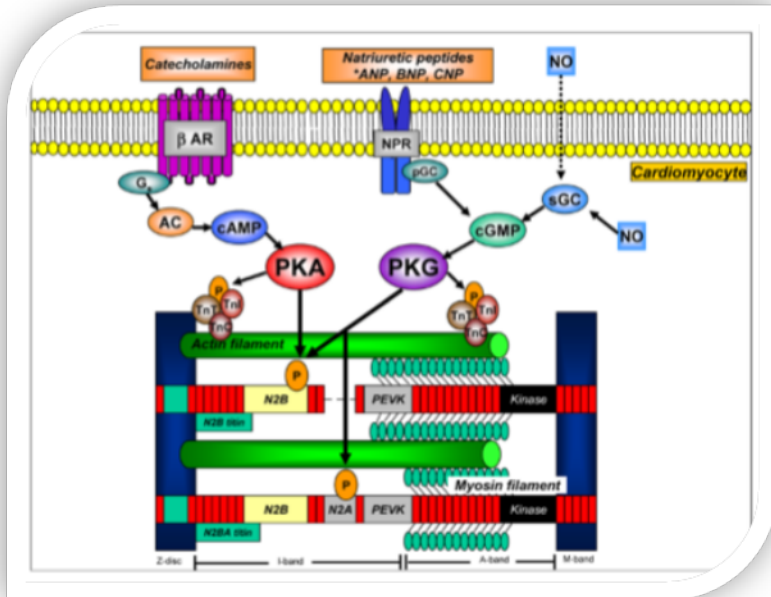 Catecholamines
Natriuretic peptides
*ANP, BNP, CNP
NO
β AR
NPR
pGC
Cardiomyocyte
AC
cAMP
cGMP
sGC
NO
PKA
PKG
P
TnT
TnI
TnC
P
TnT
TnI
TnC
Actin filament
P
N2B
PEVK
Kinase
N2B titin
P
Myosin filament
N2B
N2A
PEVK
Kinase
N2BA titin
Z-disc
I-band
A-band
M-band